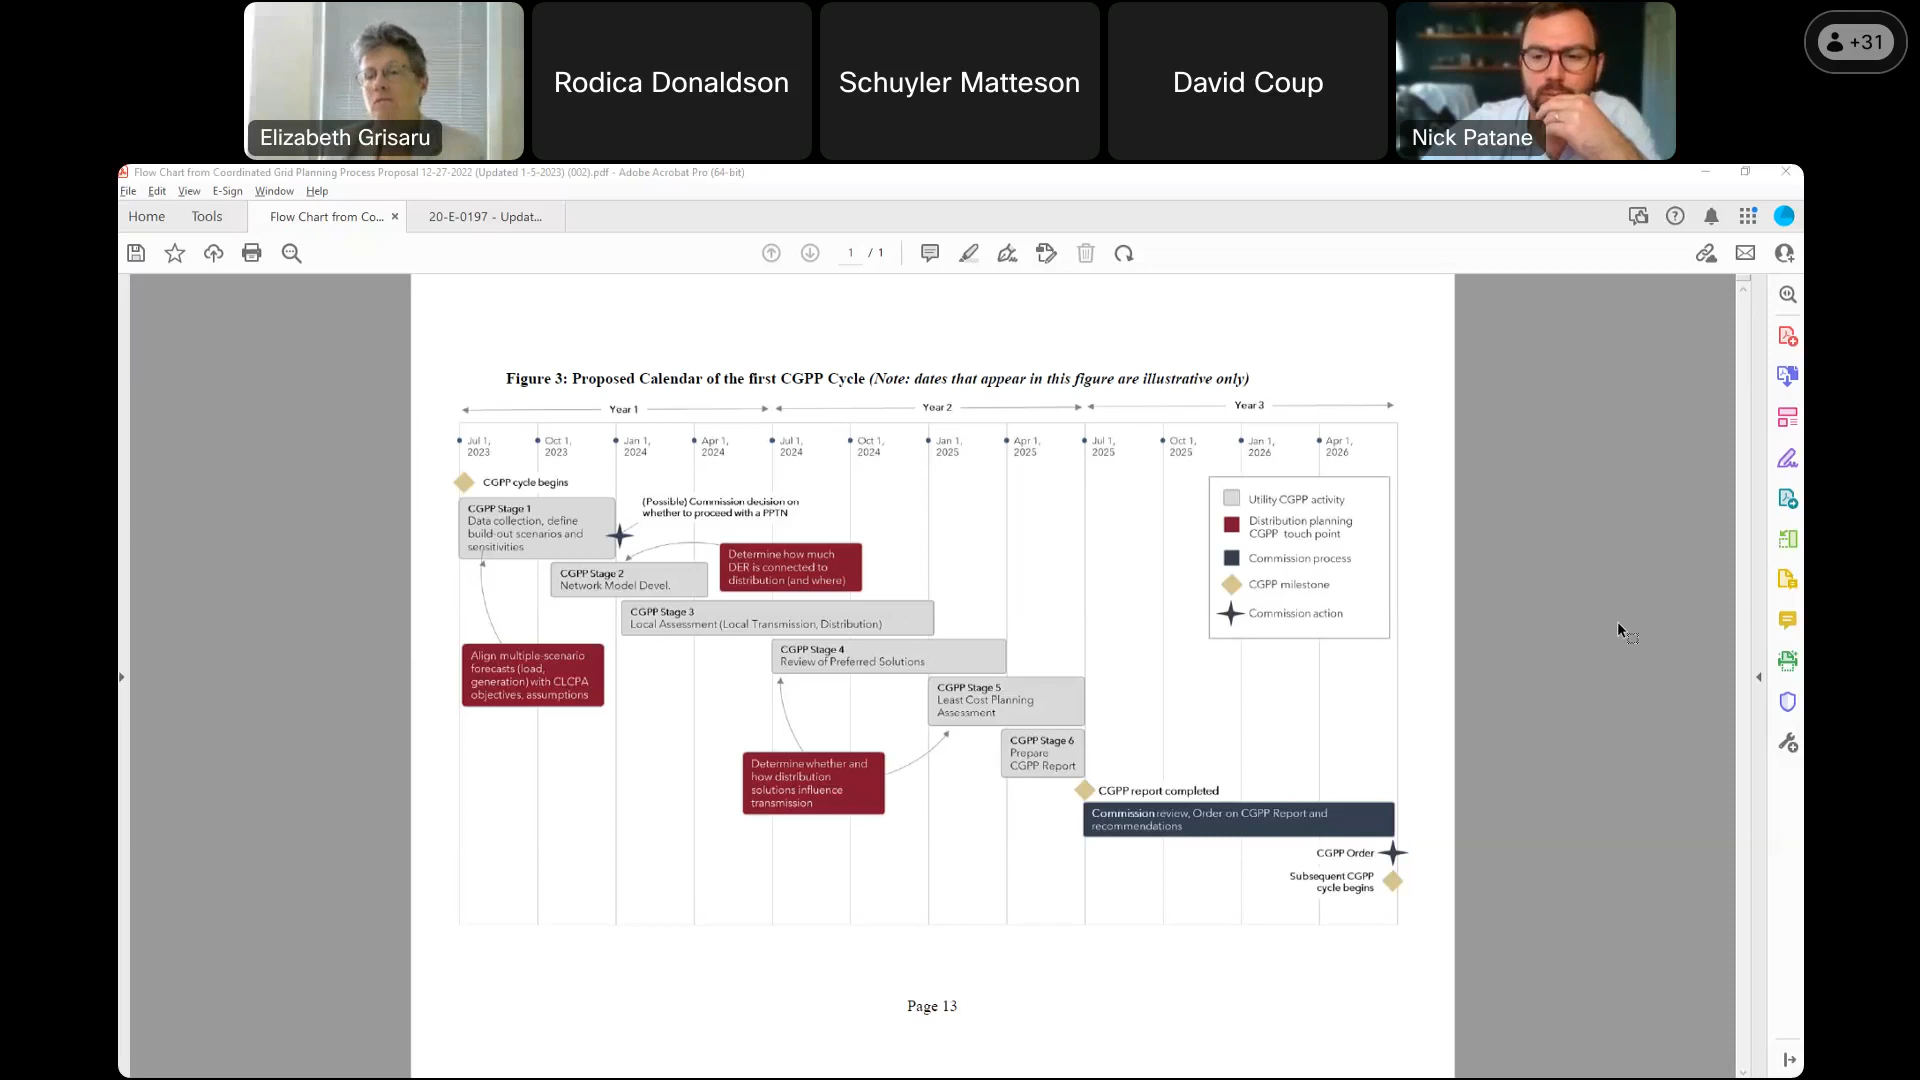 Elizabeth Grisaru
Rodica Donaldson
Schuyler Matteson
David Coup
Nick Patane
+31
Flow Chart from Coordinated Grid Planning Process Proposal 12-27-2022 (Updated 1-5-2023) (002).pdf - Adobe Acrobat Pro (64-bit)
File Edit View E-Sign Window Help
Home Tools Flow Chart from Co... × 20-E-0197 - Updat...
1 / 1
Figure 3: Proposed Calendar of the first CGPP Cycle (Note: dates that appear in this figure are illustrative only)
Year 1 Year 2 Year 3
Jul 1, 2023
Oct 1, 2023
Jan 1, 2024
Apr 1, 2024
Jul 1, 2024
Oct 1, 2024
Jan 1, 2025
Apr 1, 2025
Jul 1, 2025
Oct 1, 2025
Jan 1, 2026
Apr 1, 2026
CGPP cycle begins
CGPP Stage 1
Data collection, define
build-out scenarios and
sensitivities
(Possible) Commission decision on
whether to proceed with a PPTN
Determine how much
DER is connected to
distribution (and where)
CGPP Stage 2
Network Model Devel.
CGPP Stage 3
Local Assessment (Local Transmission, Distribution)
CGPP Stage 4
Review of Preferred Solutions
Align multiple-scenario
forecasts (load,
generation) with CLCPA
objectives, assumptions
CGPP Stage 5
Least Cost Planning
Assessment
CGPP Stage 6
Prepare
CGPP Report
Determine whether and
how distribution
solutions influence
transmission
CGPP report completed
Commission review, Order on CGPP Report and
recommendations
CGPP Order
Subsequent CGPP
cycle begins
Utility CGPP activity
Distribution planning
CGPP touch point
Commission process
CGPP milestone
Commission action
Page 13